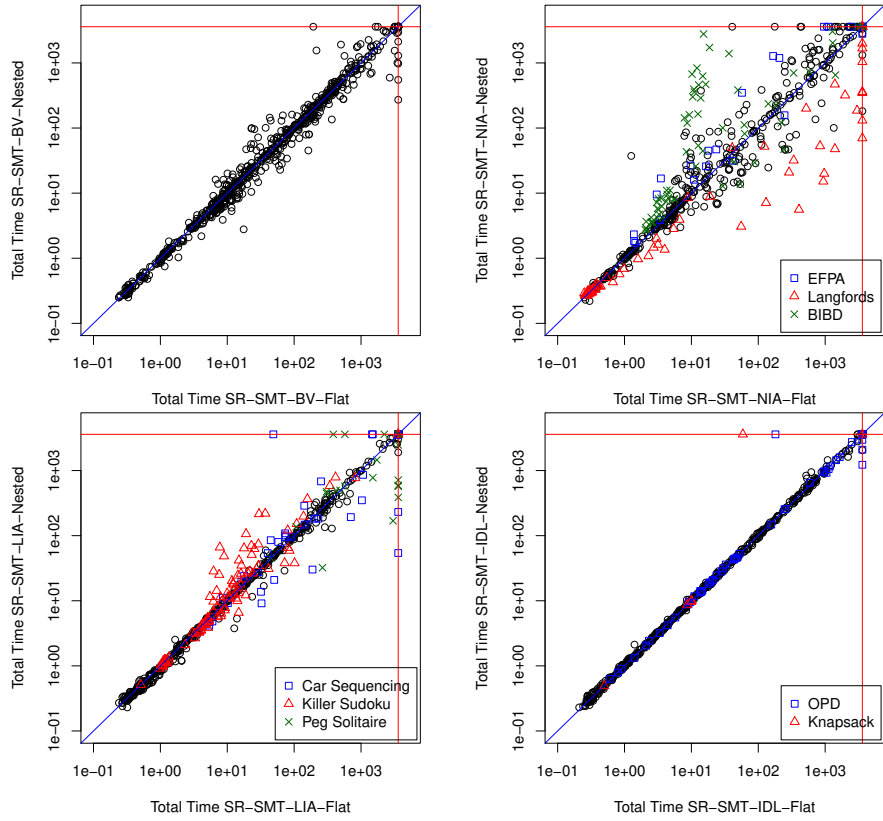 Total Time SR−SMT−BV−Nested
1e−01 1e+00 1e+01 1e+02 1e+03
1e−01 1e+00 1e+01 1e+02 1e+03
Total Time SR−SMT−BV−Flat
Total Time SR−SMT−NIA−Nested
1e−01 1e+00 1e+01 1e+02 1e+03
EFPA
Langfords
BIBD
1e−01 1e+00 1e+01 1e+02 1e+03
Total Time SR−SMT−NIA−Flat
Total Time SR−SMT−LIA−Nested
1e−01 1e+00 1e+01 1e+02 1e+03
Car Sequencing
Killer Sudoku
Peg Solitaire
1e−01 1e+00 1e+01 1e+02 1e+03
Total Time SR−SMT−LIA−Flat
Total Time SR−SMT−IDL−Nested
1e−01 1e+00 1e+01 1e+02 1e+03
OPD
Knapsack
1e−01 1e+00 1e+01 1e+02 1e+03
Total Time SR−SMT−IDL−Flat